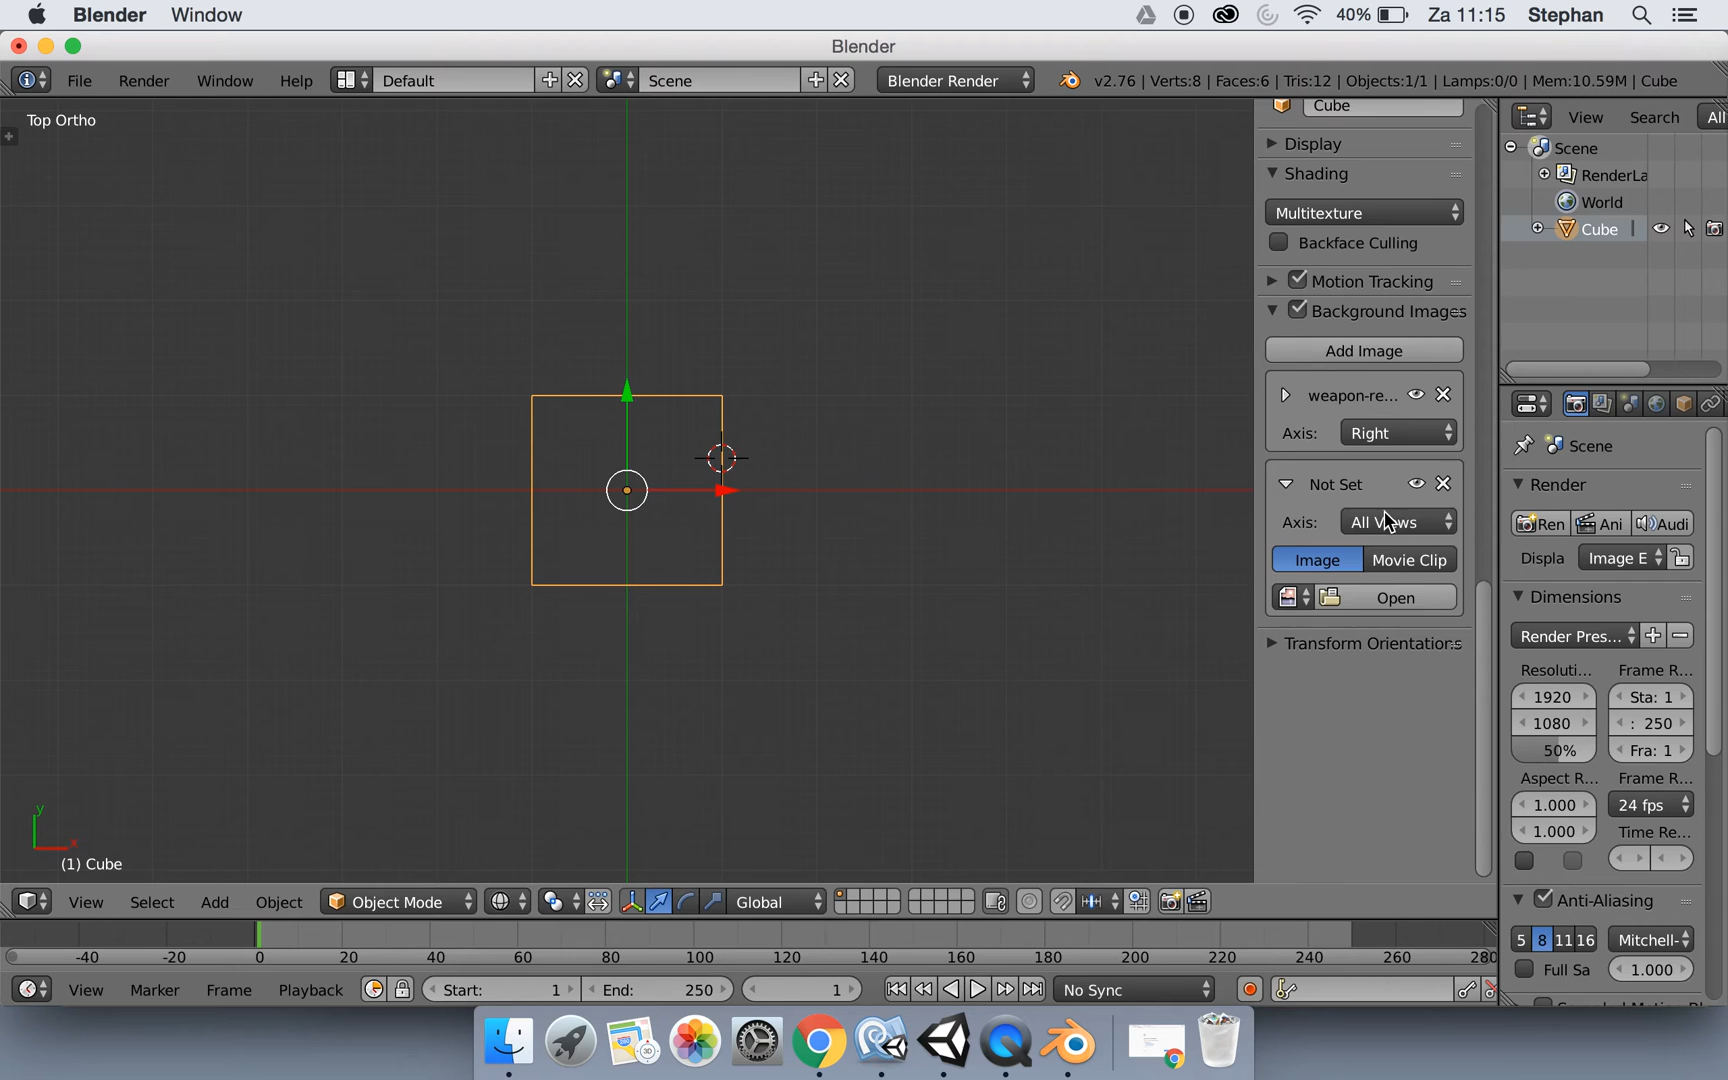 Blender Window 40% Za 11:15 Stephan
Blender
File Render Window Help Default Scene Blender Render v2.76 | Verts:8 | Faces:6 | Tris:12 | Objects:1/1 | Lamps:0/0 | Mem:10.59M | Cube
Top Ortho
Cube
Display
Shading
Multitexture
Backface Culling
Motion Tracking
Background Images
Add Image
weapon-re...
Axis: Right
Not Set
Axis: All Views
Image Movie Clip
Open
Transform Orientations
View Search All
Scene
RenderLa
World
Cube
Scene
Render
Ren Ani Audi
Displa Image E
Dimensions
Render Pres...
Resoluti... Frame R...
1920 Sta: 1
1080 : 250
50% Fra: 1
Aspect R... Frame R...
1.000 24 fps
1.000 Time Re...
Anti-Aliasing
5 8 11 16 Mitchell-
Full Sa 1.000
y
x
(1) Cube
View Select Add Object Object Mode Global
-40 -20 0 20 40 60 80 100 120 140 160 180 200 220 240 260 280
View Marker Frame Playback Start: 1 End: 250 1 No Sync